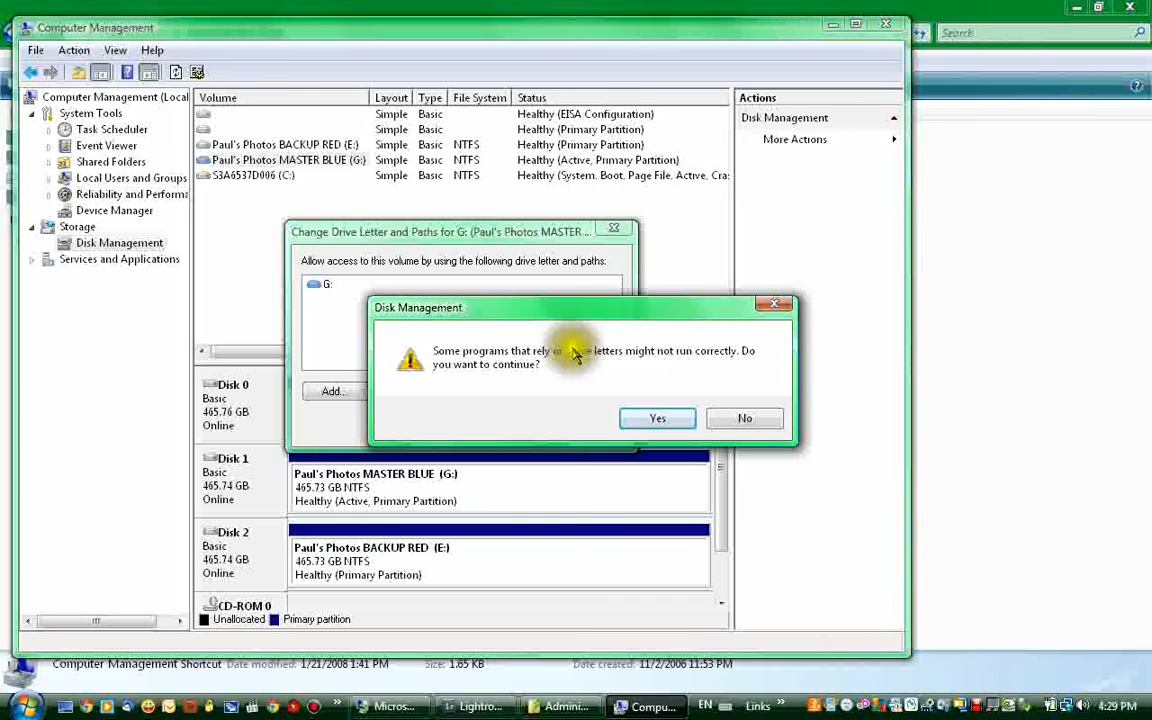 Computer Management
Search
File Action View Help
Computer Management (Local
System Tools
Task Scheduler
Event Viewer
Shared Folders
Local Users and Groups
Reliability and Performa
Device Manager
Storage
Disk Management
Services and Applications
Volume Layout Type File System Status
Simple Basic Healthy (EISA Configuration)
Simple Basic Healthy (Primary Partition)
Paul's Photos BACKUP RED (E:) Simple Basic NTFS Healthy (Primary Partition)
Paul's Photos MASTER BLUE (G:) Simple Basic NTFS Healthy (Active, Primary Partition)
S3A6537D006 (C:) Simple Basic NTFS Healthy (System, Boot, Page File, Active, Cra
Actions
Disk Management
More Actions
Change Drive Letter and Paths for G: (Paul's Photos MASTER ...
Allow access to this volume by using the following drive letter and paths:
G:
Add...
Disk Management
Some programs that rely letters might not run correctly. Do
you want to continue?
Yes No
Disk 0
Basic
465.76 GB
Online
Disk 1
Basic
465.74 GB
Online
Paul's Photos MASTER BLUE (G:)
465.73 GB NTFS
Healthy (Active, Primary Partition)
Disk 2
Basic
465.74 GB
Online
Paul's Photos BACKUP RED (E:)
465.73 GB NTFS
Healthy (Primary Partition)
CD-ROM 0
Unallocated Primary partition
Computer Management Shortcut Date modified: 1/21/2008 1:41 PM Size: 1.65 KB Date created: 11/2/2006 11:53 PM
Micros... Lightro... Admini... Compu... EN Links » 4:29 PM